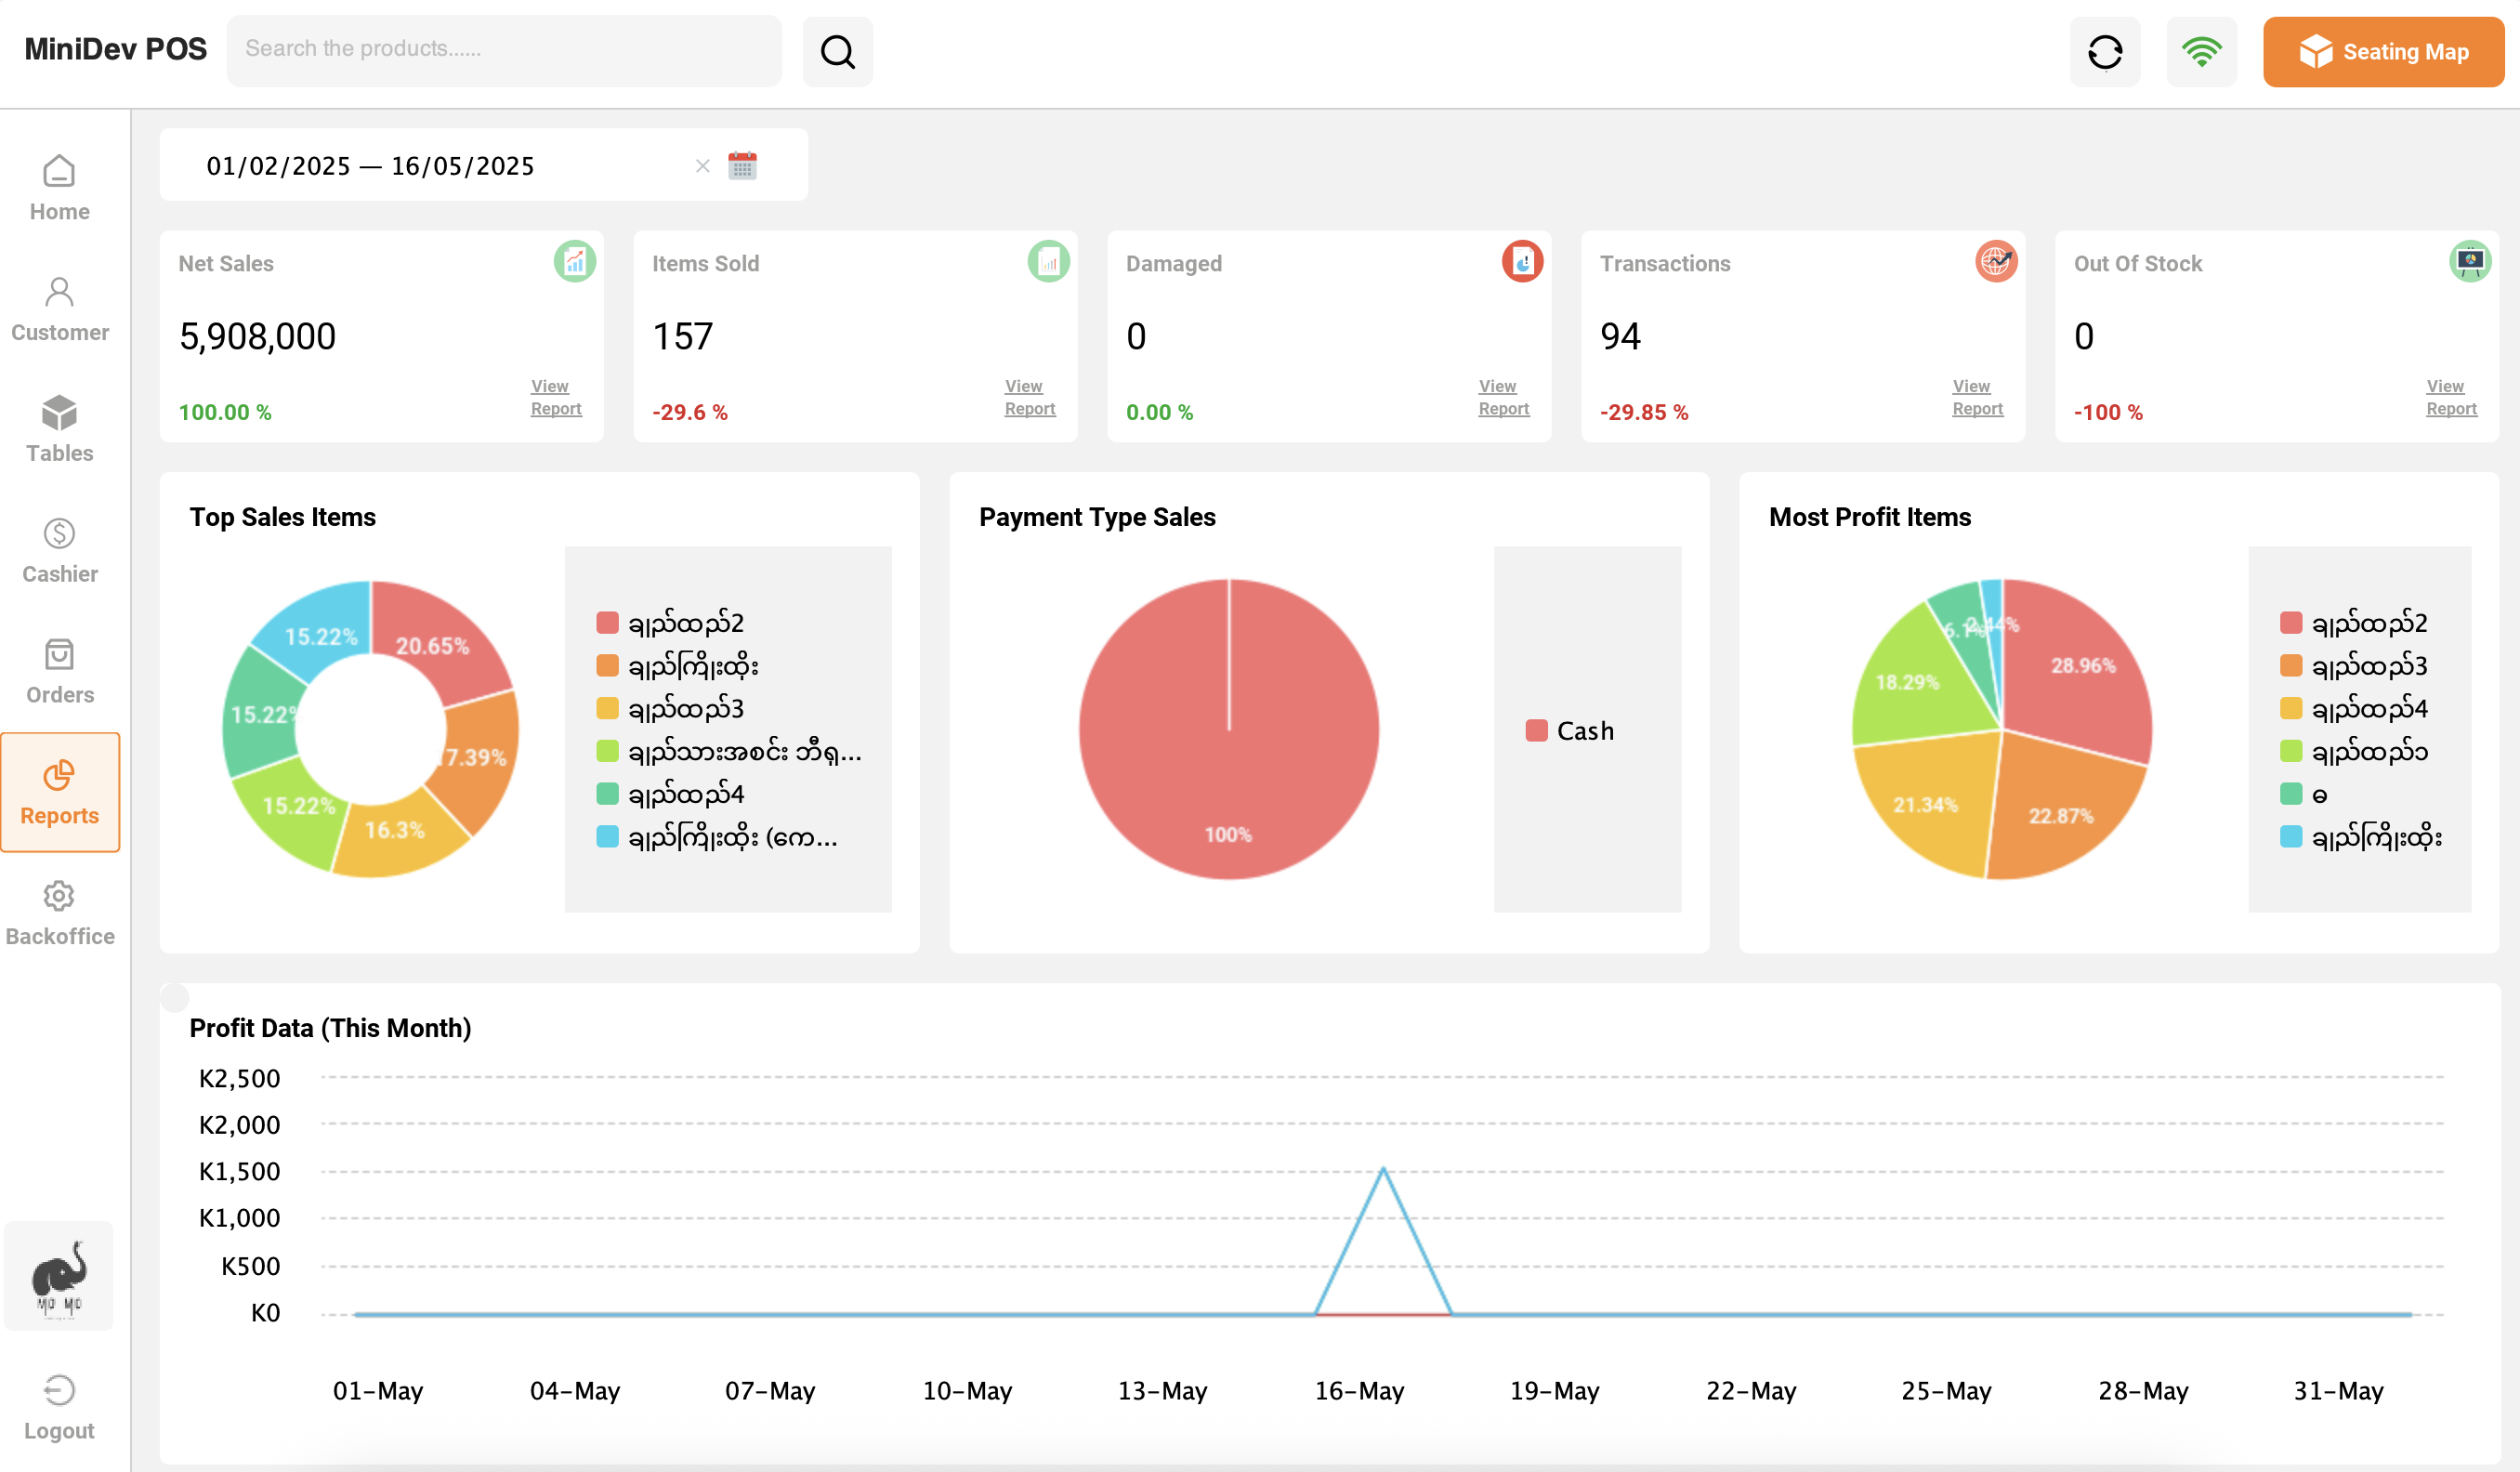 MiniDev POS
Search the products......
Seating Map
Home
Customer
Tables
Cashier
Orders
Reports
Backoffice
MO MO
Logout
01/02/2025 — 16/05/2025
Net Sales
5,908,000
100.00 %
View
Report
Items Sold
157
-29.6 %
View
Report
Damaged
0
0.00 %
View
Report
Transactions
94
-29.85 %
View
Report
Out Of Stock
0
-100 %
View
Report
Top Sales Items
20.65%
7.39%
16.3%
15.22%
15.22%
15.22%
ချည်ထည်2
ချည်ကြိုးထိုး
ချည်ထည်3
ချည်သားအစင်း ဘီရှ...
ချည်ထည်4
ချည်ကြိုးထိုး (ကေ...
Payment Type Sales
100%
Cash
Most Profit Items
28.96%
22.87%
21.34%
18.29%
6.1%
2.44%
ချည်ထည်2
ချည်ထည်3
ချည်ထည်4
ချည်ထည်၁
ဓ
ချည်ကြိုးထိုး
Profit Data (This Month)
K2,500
K2,000
K1,500
K1,000
K500
K0
01-May 04-May 07-May 10-May 13-May 16-May 19-May 22-May 25-May 28-May 31-May